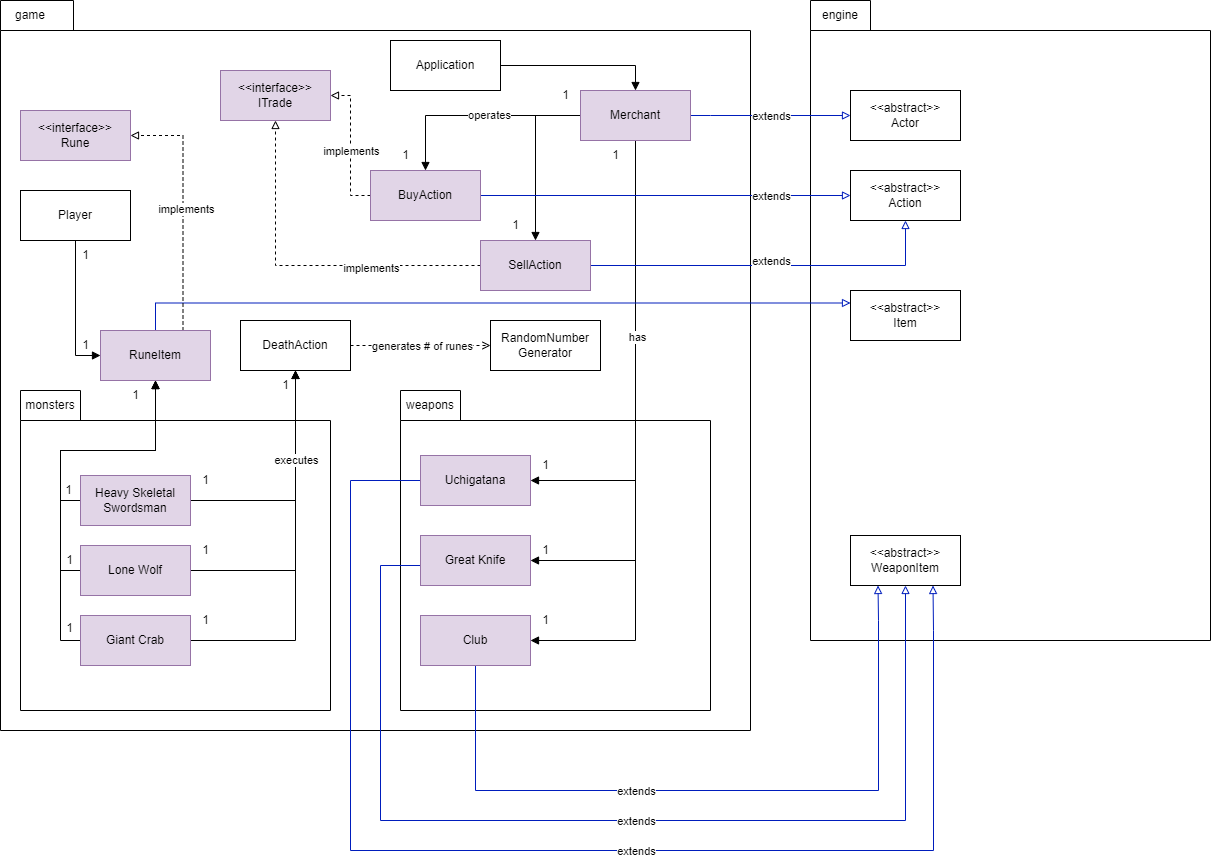 game
engine
Application
<<interface>>
ITrade
<<interface>>
Rune
1
Merchant
operates
extends
<<abstract>>
Actor
implements
1
1
BuyAction
extends
<<abstract>>
Action
Player
implements
1
1
SellAction
implements
extends
<<abstract>>
Item
1
RuneItem
DeathAction
generates # of runes
RandomNumber
Generator
has
1
1
monsters
weapons
executes
1
Heavy Skeletal
Swordsman
1
Uchigatana
1
1
Lone Wolf
1
Great Knife
1
<<abstract>>
WeaponItem
1
Giant Crab
1
Club
1
extends
extends
extends